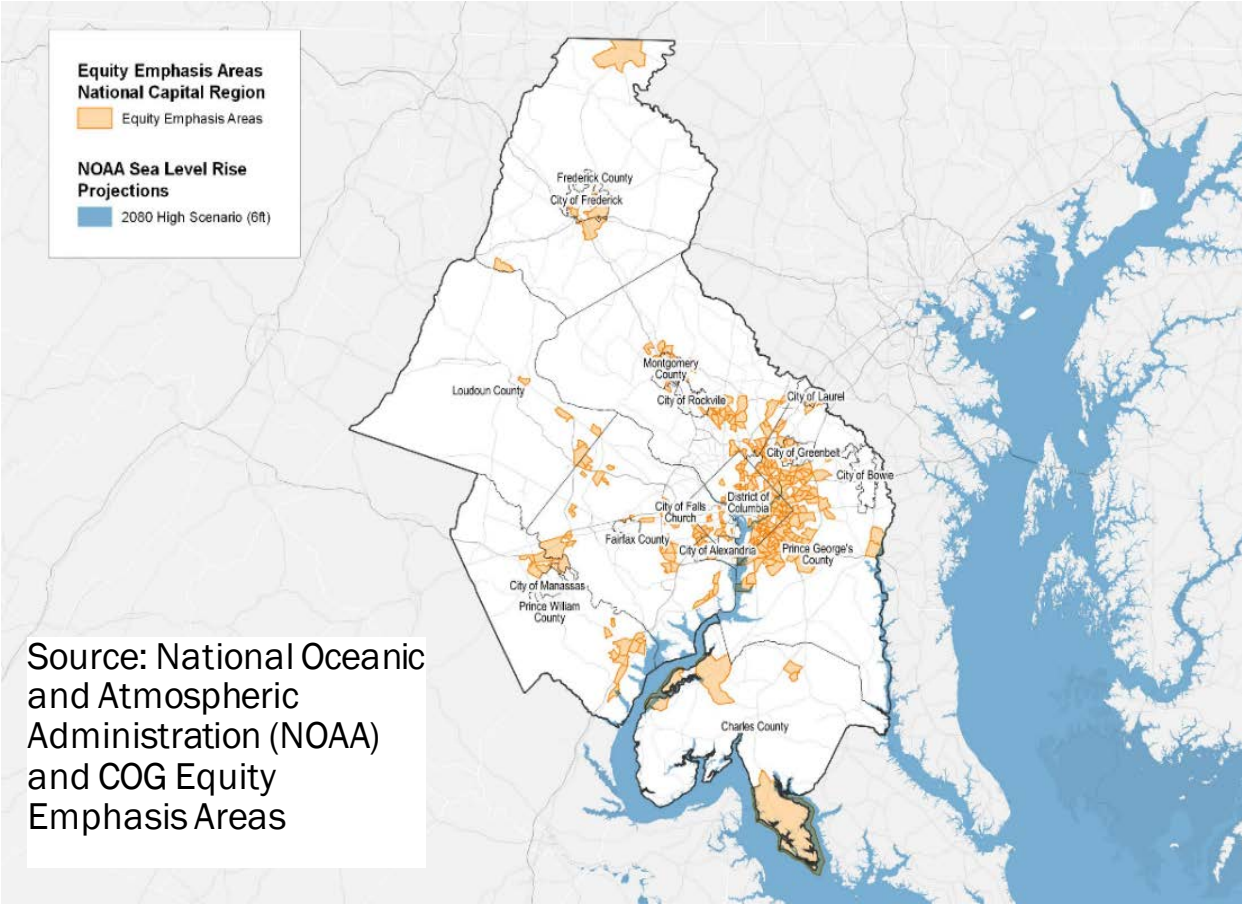 Equity Emphasis Areas
National Capital Region
Equity Emphasis Areas
NOAA Sea Level Rise
Projections
2080 High Scenario (6ft)
Frederick County
City of Frederick
Montgomery
County
Loudoun County
City of Rockville
City of Laurel
City of Greenbelt
City of Bowie
District of
Columbia
City of Falls
Church
Fairfax County
City of Alexandria
Prince George's
County
City of Manassas
Prince William
County
Charles County
Source: National Oceanic
and Atmospheric
Administration (NOAA)
and COG Equity
Emphasis Areas